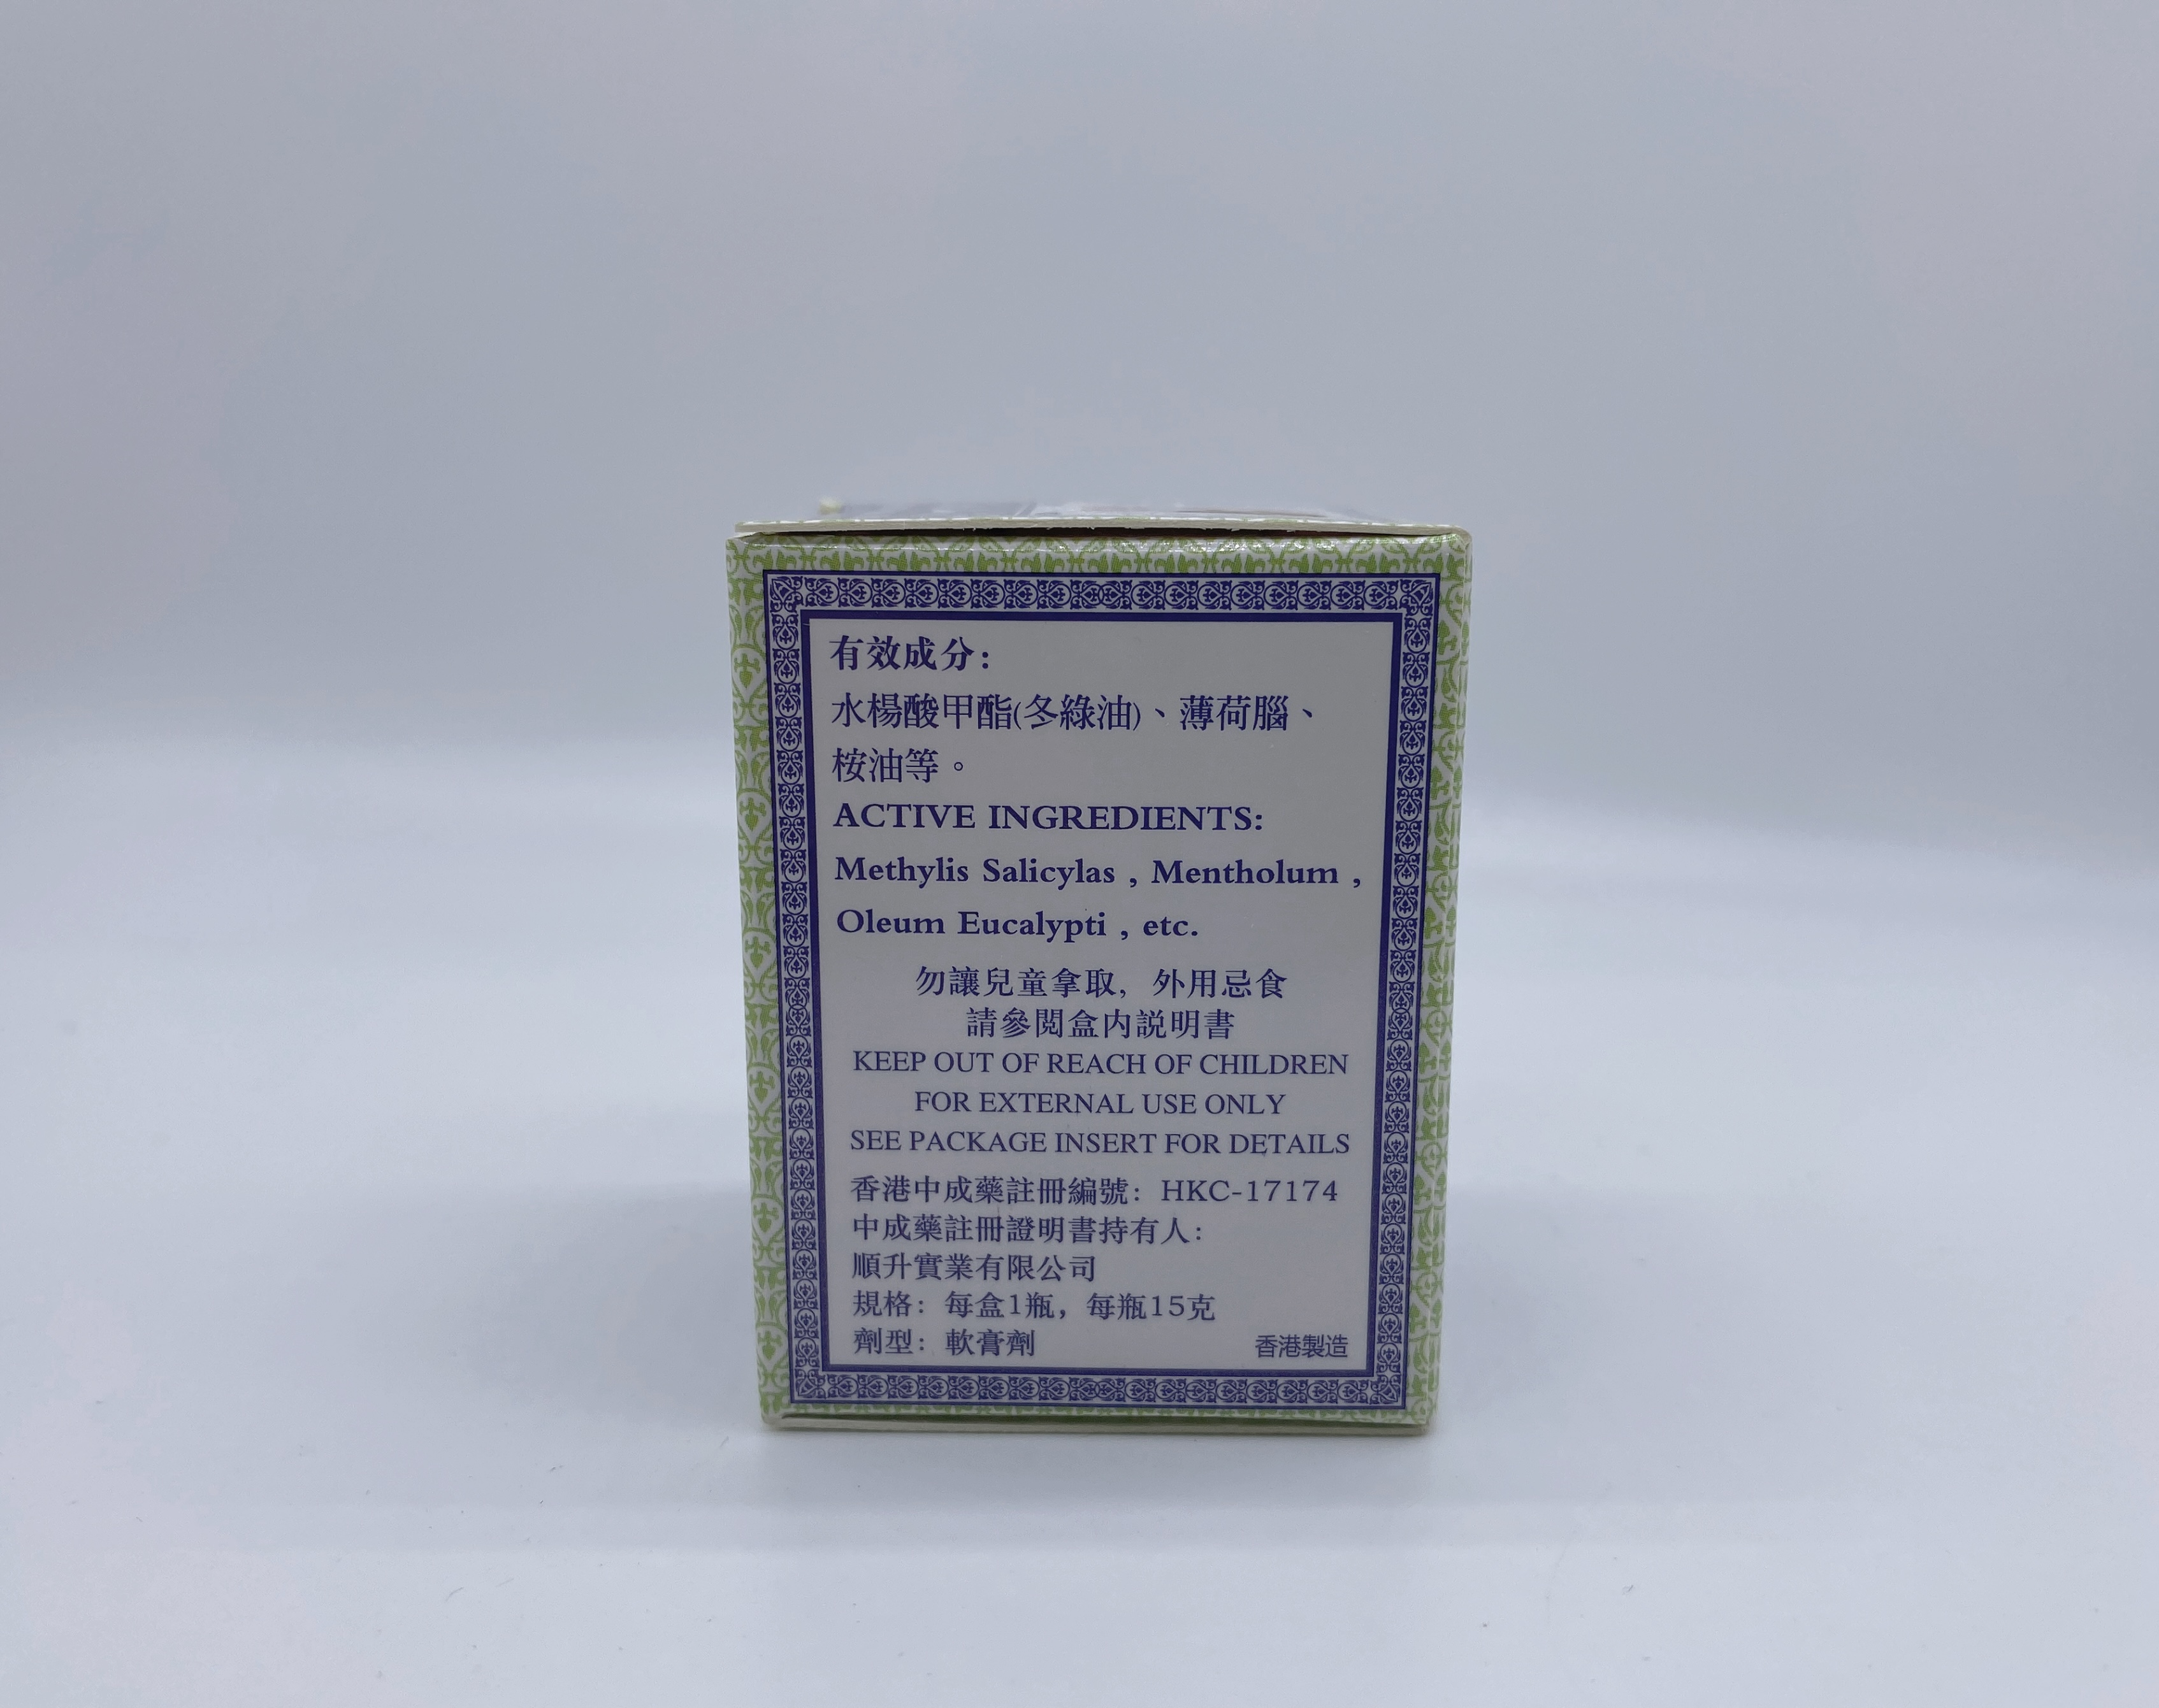 有效成分:
水楊酸甲酯(冬綠油)、薄荷腦、
桉油等。
ACTIVE INGREDIENTS:
Methylis Salicylas , Mentholum ,
Oleum Eucalypti , etc.
勿讓兒童拿取, 外用忌食
請參閲盒内説明書
KEEP OUT OF REACH OF CHILDREN
FOR EXTERNAL USE ONLY
SEE PACKAGE INSERT FOR DETAILS
香港中成藥註冊編號: HKC-17174
中成藥註冊證明書持有人:
順升實業有限公司
規格: 每盒1瓶, 每瓶15克
劑型: 軟膏劑 香港製造